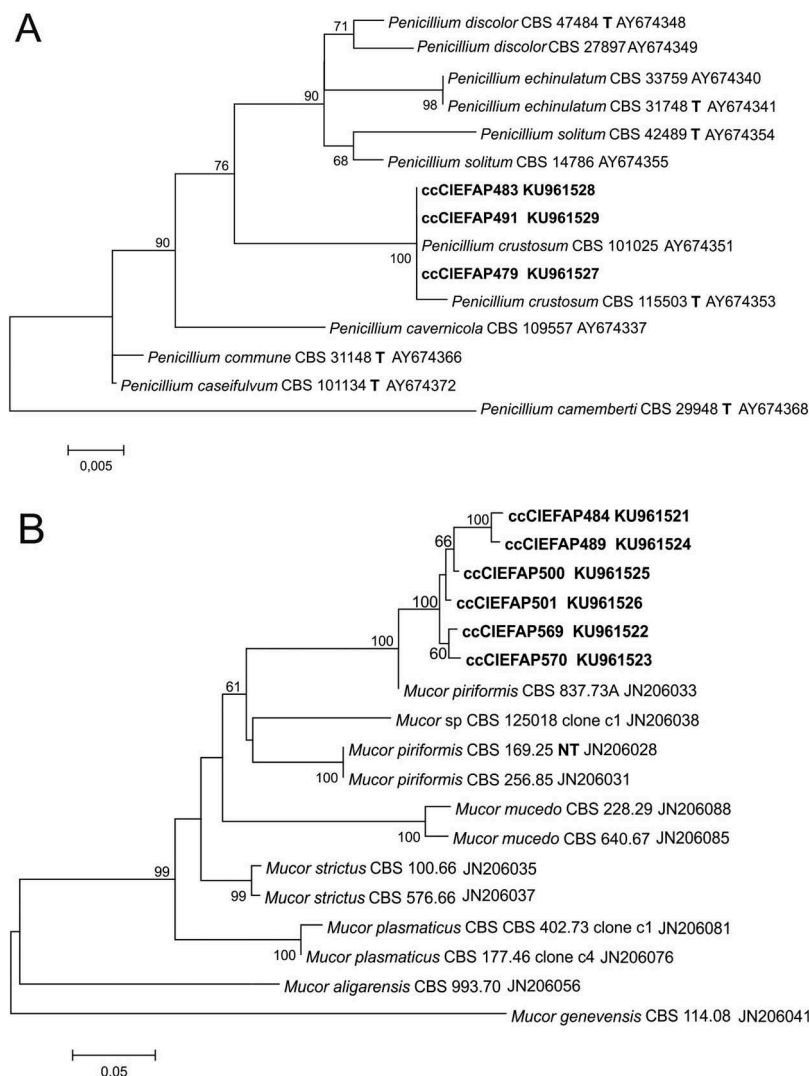 A
71
Penicillium discolor CBS 47484 T AY674348
Penicillium discolor CBS 27897 AY674349
Penicillium echinulatum CBS 33759 AY674340
90
98
Penicillium echinulatum CBS 31748 T AY674341
Penicillium solitum CBS 42489 T AY674354
76
68
Penicillium solitum CBS 14786 AY674355
ccCIEFAP483 KU961528
ccCIEFAP491 KU961529
90
Penicillium crustosum CBS 101025 AY674351
100
ccCIEFAP479 KU961527
Penicillium crustosum CBS 115503 T AY674353
Penicillium cavernicola CBS 109557 AY674337
Penicillium commune CBS 31148 T AY674366
Penicillium caseifulvum CBS 101134 T AY674372
Penicillium camemberti CBS 29948 T AY674368
0,005
B
100
ccCIEFAP484 KU961521
66
ccCIEFAP489 KU961524
ccCIEFAP500 KU961525
100
ccCIEFAP501 KU961526
ccCIEFAP569 KU961522
100
60
ccCIEFAP570 KU961523
61
Mucor piriformis CBS 837.73A JN206033
Mucor sp CBS 125018 clone c1 JN206038
Mucor piriformis CBS 169.25 NT JN206028
100
Mucor piriformis CBS 256.85 JN206031
Mucor mucedo CBS 228.29 JN206088
100
Mucor mucedo CBS 640.67 JN206085
99
Mucor strictus CBS 100.66 JN206035
99
Mucor strictus CBS 576.66 JN206037
Mucor plasmaticus CBS CBS 402.73 clone c1 JN206081
100
Mucor plasmaticus CBS 177.46 clone c4 JN206076
Mucor aligarensis CBS 993.70 JN206056
Mucor genevensis CBS 114.08 JN206041
0.05